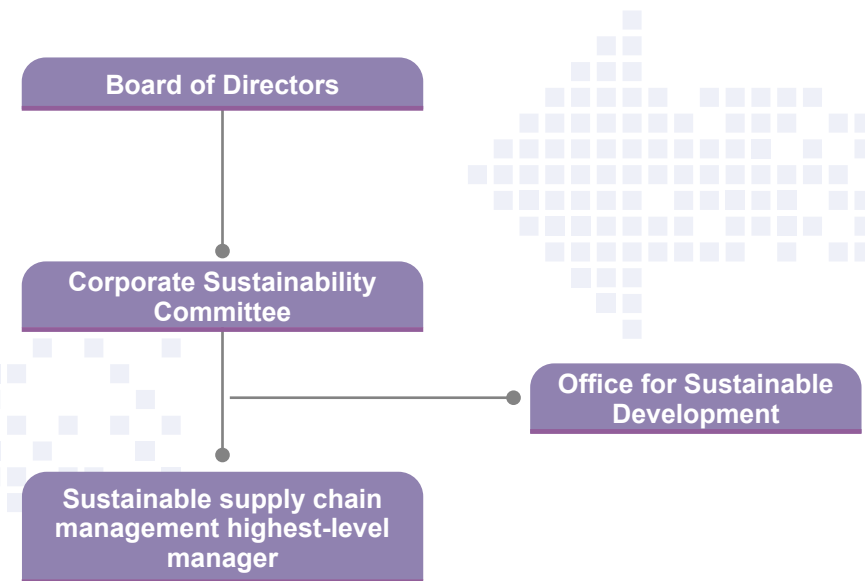 Board of Directors
Corporate Sustainability
Committee
Office for Sustainable
Development
Sustainable supply chain
management highest-level
manager